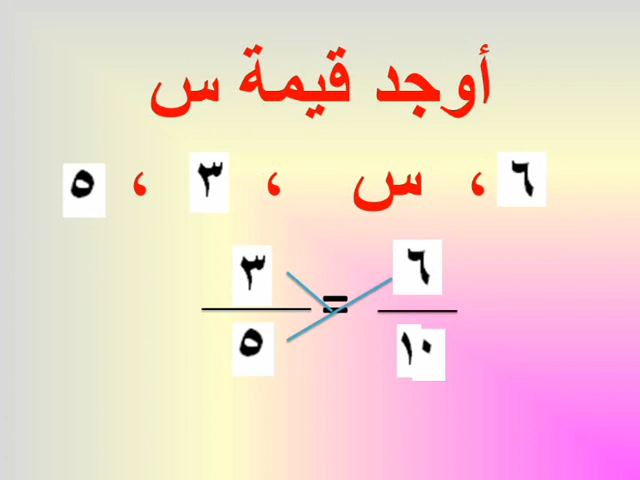 أوجد قيمة س
٦ ، س ، ٣ ، ٥
٦ = ٣
١٠ ٥